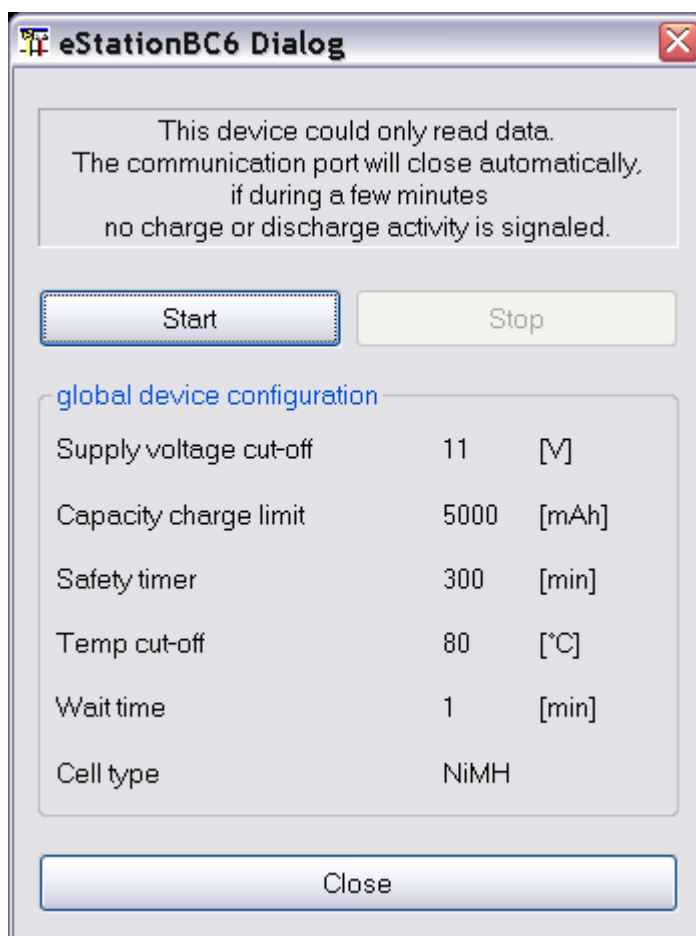 eStationBC6 Dialog
This device could only read data.
The communication port will close automatically,
if during a few minutes
no charge or discharge activity is signaled.
Start Stop
global device configuration
Supply voltage cut-off 11 [V]
Capacity charge limit 5000 [mAh]
Safety timer 300 [min]
Temp cut-off 80 [°C]
Wait time 1 [min]
Cell type NiMH
Close